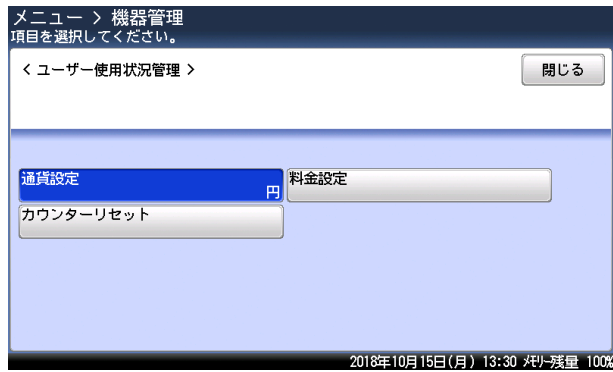 メニュー > 機器管理
項目を選択してください。
< ユーザー使用状況管理 >
閉じる
通貨設定
円
料金設定
カウンターリセット
2018年10月15日(月) 13:30 ﾒﾓﾘｰ残量 100%